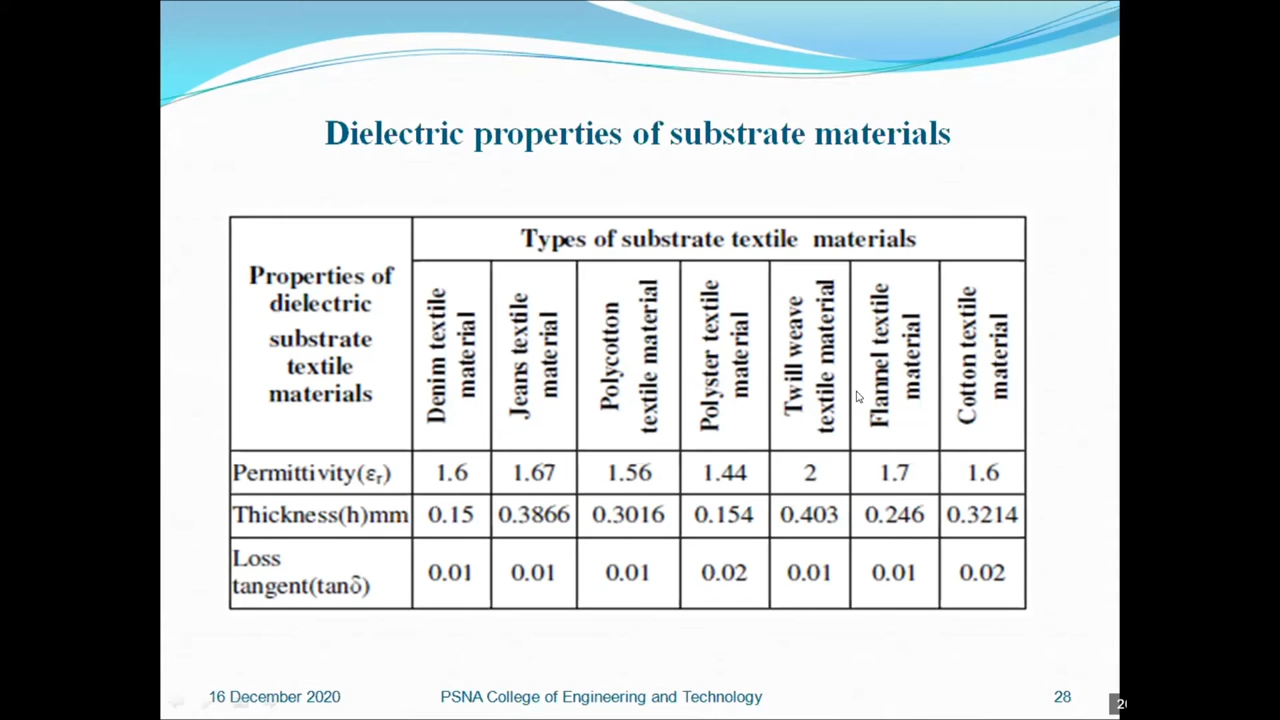 Dielectric properties of substrate materials
Properties of
dielectric
substrate
textile
materials
Types of substrate textile materials
Denim textile
material
Jeans textile
material
Polycotton
textile material
Polyster textile
material
Twill weave
textile material
Flannel textile
material
Cotton textile
material
Permittivity(εr) 1.6 1.67 1.56 1.44 2 1.7 1.6
Thickness(h)mm 0.15 0.3866 0.3016 0.154 0.403 0.246 0.3214
Loss
tangent(tanδ) 0.01 0.01 0.01 0.02 0.01 0.01 0.02
16 December 2020 PSNA College of Engineering and Technology 28